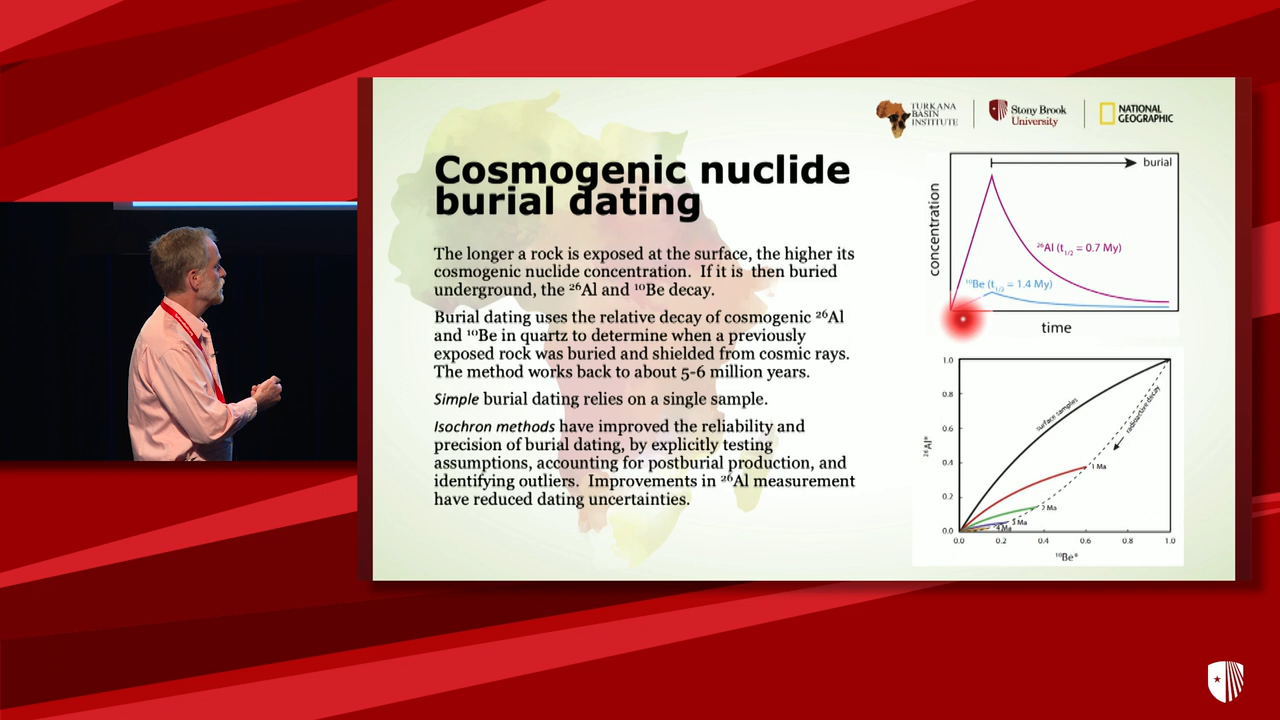 TURKANA
BASIN
INSTITUTE
Stony Brook
University
NATIONAL
GEOGRAPHIC
Cosmogenic nuclide
burial dating
The longer a rock is exposed at the surface, the higher its
cosmogenic nuclide concentration. If it is then buried
underground, the ²⁶Al and ¹⁰Be decay.
Burial dating uses the relative decay of cosmogenic ²⁶Al
and ¹⁰Be in quartz to determine when a previously
exposed rock was buried and shielded from cosmic rays.
The method works back to about 5-6 million years.
Simple burial dating relies on a single sample.
Isochron methods have improved the reliability and
precision of burial dating, by explicitly testing
assumptions, accounting for postburial production, and
identifying outliers. Improvements in ²⁶Al measurement
have reduced dating uncertainties.
burial
concentration
²⁶Al (t₁/₂ = 0.7 My)
¹⁰Be (t₁/₂ = 1.4 My)
time
1.0
0.8
0.6
0.4
0.2
0.0
²⁶Al*
surface samples
radioactive decay
1 Ma
2 Ma
3 Ma
4 Ma
0.0 0.2 0.4 0.6 0.8 1.0
¹⁰Be*